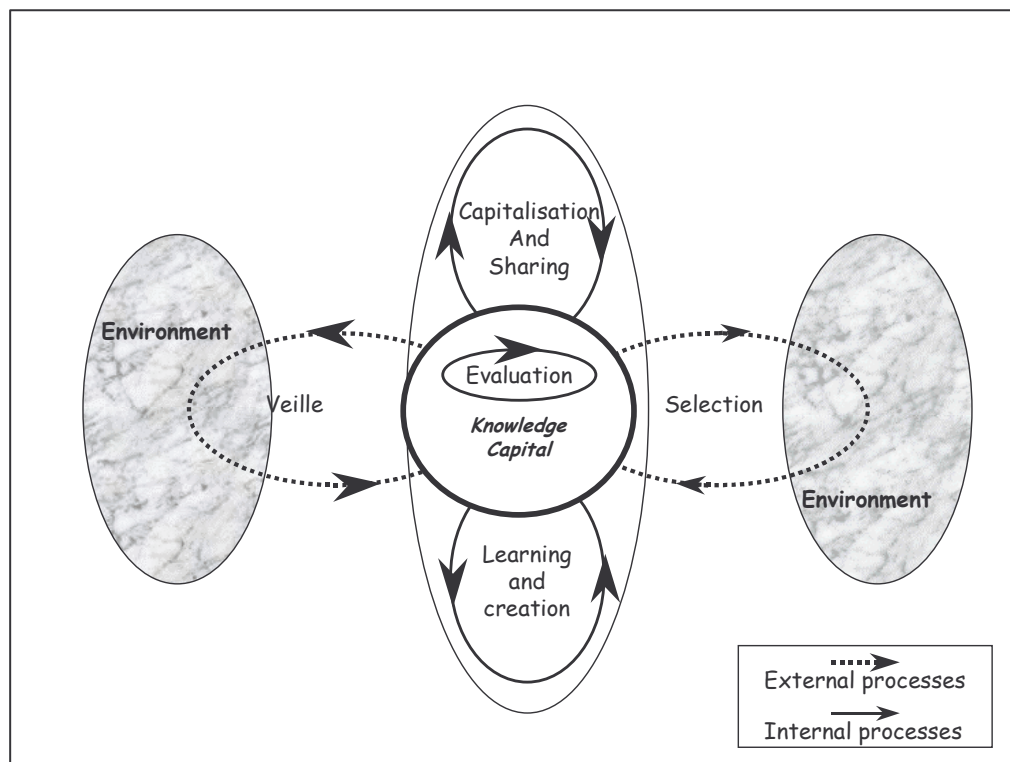 Capitalisation
And
Sharing
Environment
Evaluation
Veille
Selection
Knowledge
Capital
Environment
Learning
and
creation
External processes
Internal processes